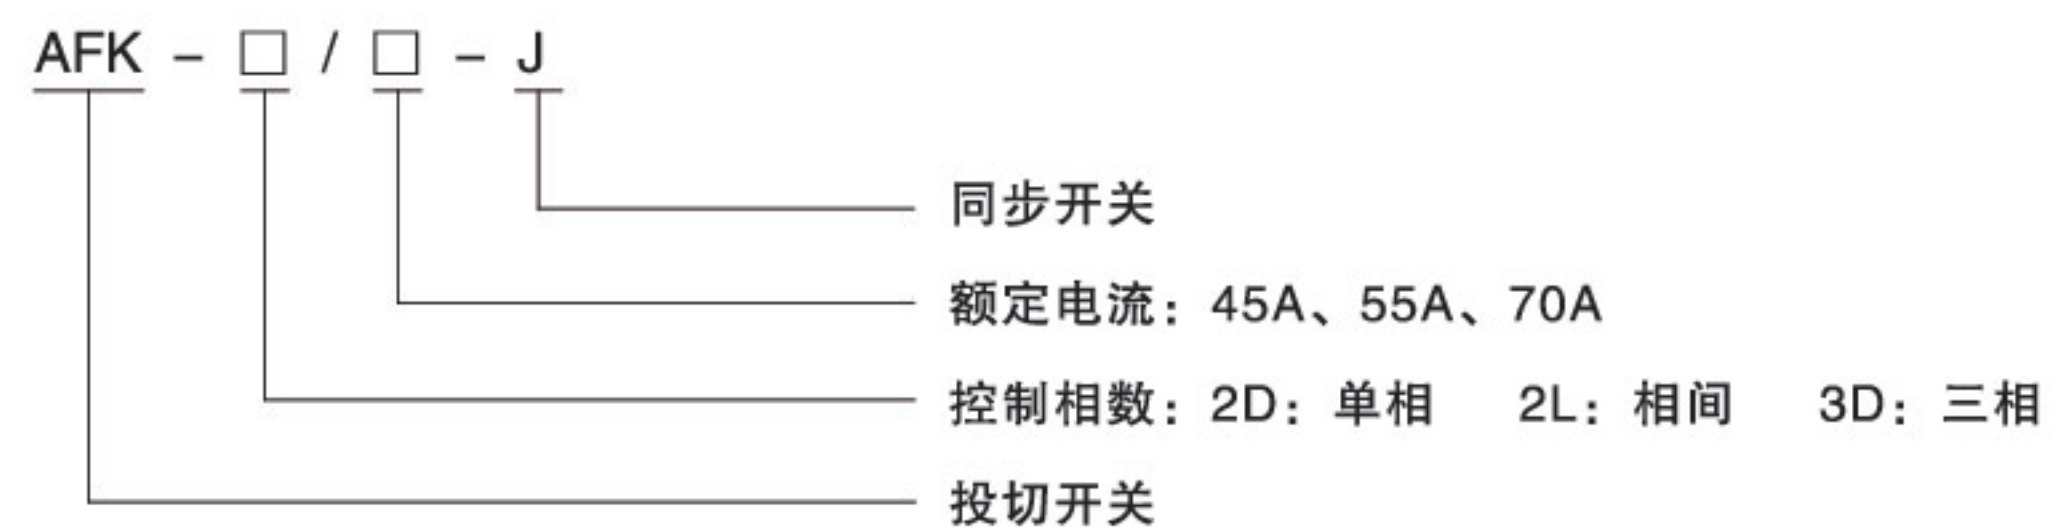 AFK – □ / □ – J
同步开关
额定电流：45A、55A、70A
控制相数：2D：单相 2L：相间 3D：三相
投切开关